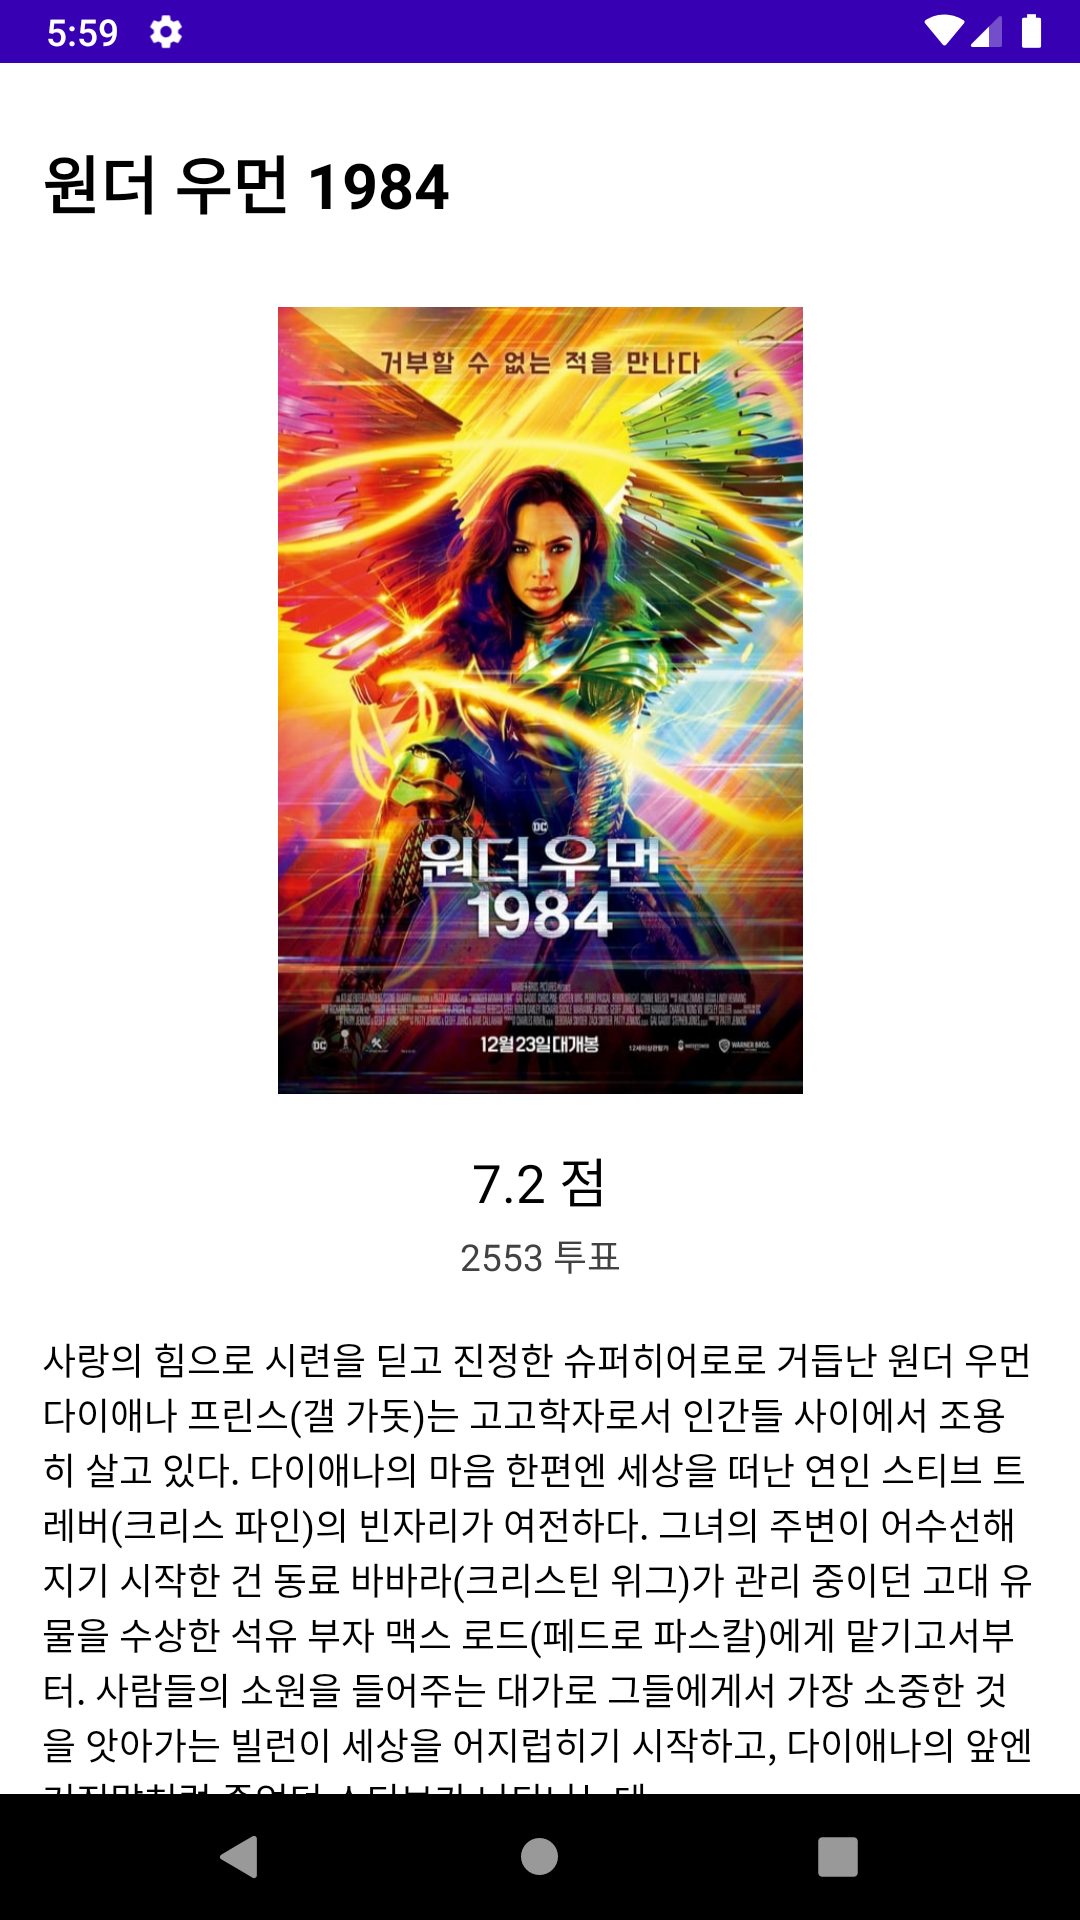 5:59
원더 우먼 1984
거부할 수 없는 적을 만나다
DC
원더 우먼
1984
12월 23일 대개봉
WARNER BROS.
7.2 점
2553 투표
사랑의 힘으로 시련을 딛고 진정한 슈퍼히어로로 거듭난 원더 우먼
다이애나 프린스(갤 가돗)는 고고학자로서 인간들 사이에서 조용
히 살고 있다. 다이애나의 마음 한편엔 세상을 떠난 연인 스티브 트
레버(크리스 파인)의 빈자리가 여전하다. 그녀의 주변이 어수선해
지기 시작한 건 동료 바바라(크리스틴 위그)가 관리 중이던 고대 유
물을 수상한 석유 부자 맥스 로드(페드로 파스칼)에게 맡기고서부
터. 사람들의 소원을 들어주는 대가로 그들에게서 가장 소중한 것
을 앗아가는 빌런이 세상을 어지럽히기 시작하고, 다이애나의 앞엔